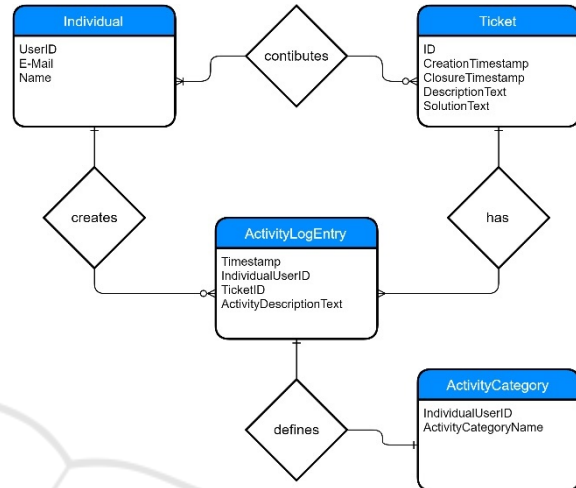 Individual
UserID
E-Mail
Name
contibutes
Ticket
ID
CreationTimestamp
ClosureTimestamp
DescriptionText
SolutionText
creates
has
ActivityLogEntry
Timestamp
IndividualUserID
TicketID
ActivityDescriptionText
defines
ActivityCategory
IndividualUserID
ActivityCategoryName